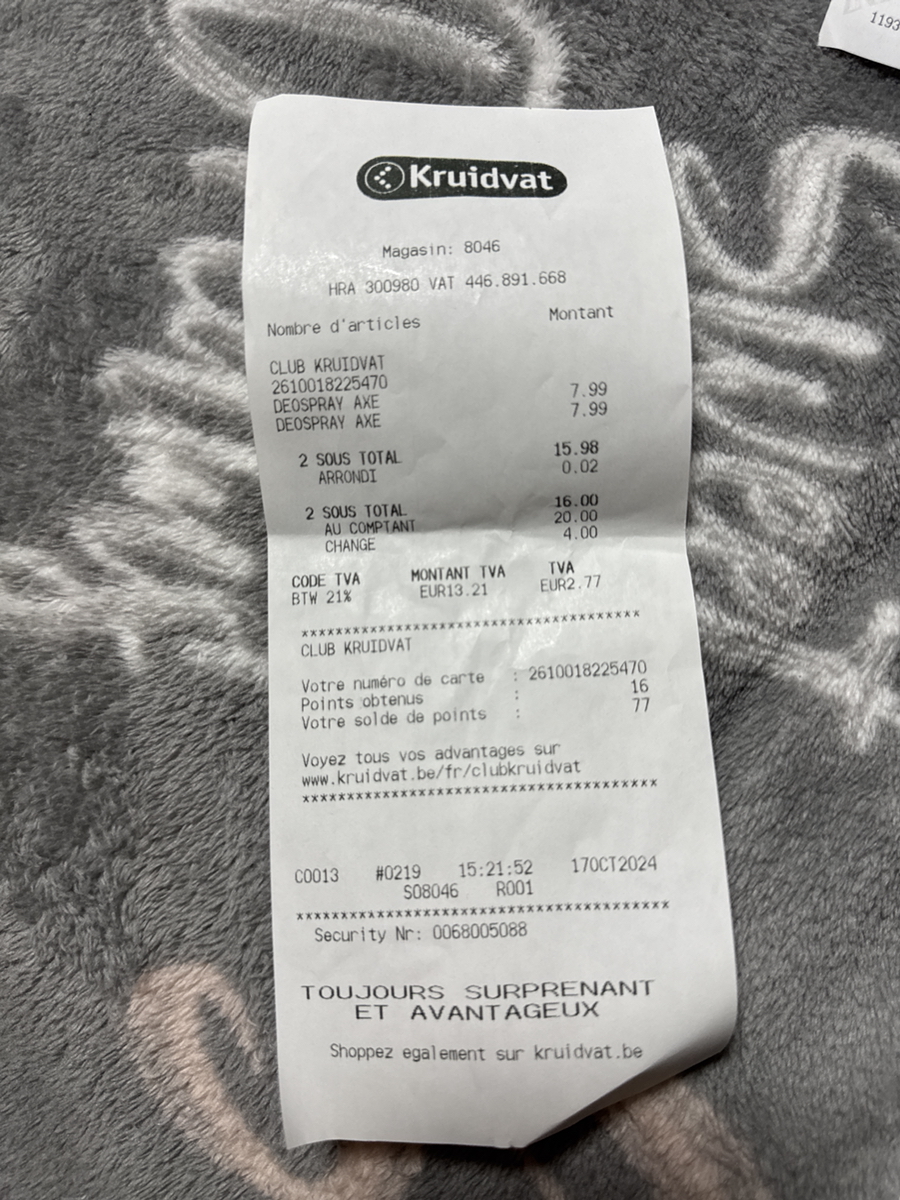 Kruidvat
Magasin: 8046
HRA 300980 VAT 446.891.668
Nombre d'articles Montant
CLUB KRUIDVAT
2610018225470
DEOSPRAY AXE 7.99
DEOSPRAY AXE 7.99
2 SOUS TOTAL 15.98
ARRONDI 0.02
2 SOUS TOTAL 16.00
AU COMPTANT 20.00
CHANGE 4.00
CODE TVA MONTANT TVA TVA
BTW 21% EUR13.21 EUR2.77
***************************************
CLUB KRUIDVAT
Votre numéro de carte : 2610018225470
Points obtenus : 16
Votre solde de points : 77
Voyez tous vos advantages sur
www.kruidvat.be/fr/clubkruidvat
***************************************
C0013 #0219 15:21:52 17OCT2024
S08046 R001
***************************************
Security Nr: 0068005088
TOUJOURS SURPRENANT
ET AVANTAGEUX
Shoppez egalement sur kruidvat.be